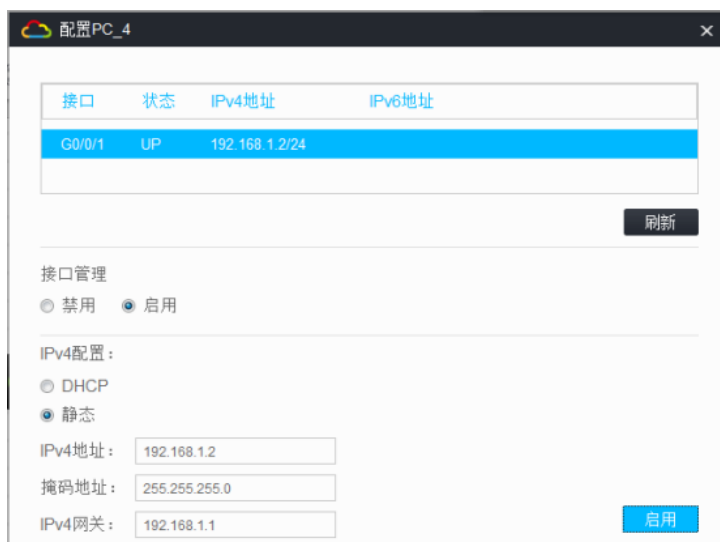 配置PC_4
接口 状态 IPv4地址 IPv6地址
G0/0/1 UP 192.168.1.2/24
刷新
接口管理
禁用 启用
IPv4配置：
DHCP
静态
IPv4地址： 192.168.1.2
掩码地址： 255.255.255.0
IPv4网关： 192.168.1.1
启用